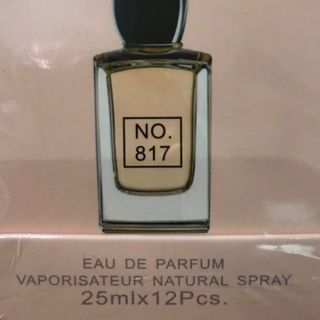 NO.
817
EAU DE PARFUM
VAPORISATEUR NATURAL SPRAY
25mlx12Pcs.